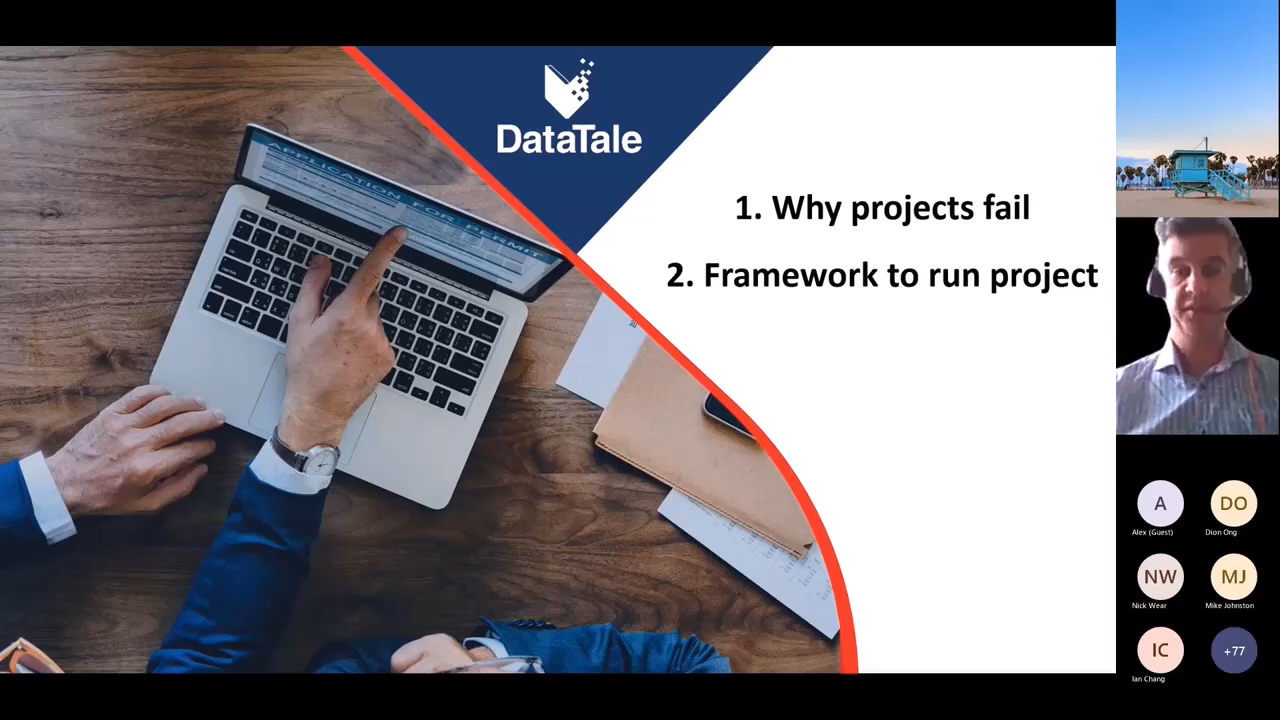 DataTale
1. Why projects fail
2. Framework to run project
APPLICATION FOR PERMIT
A
Alex (Guest)
DO
Dion Ong
NW
Nick Wear
MJ
Mike Johnston
IC
Ian Chang
+77